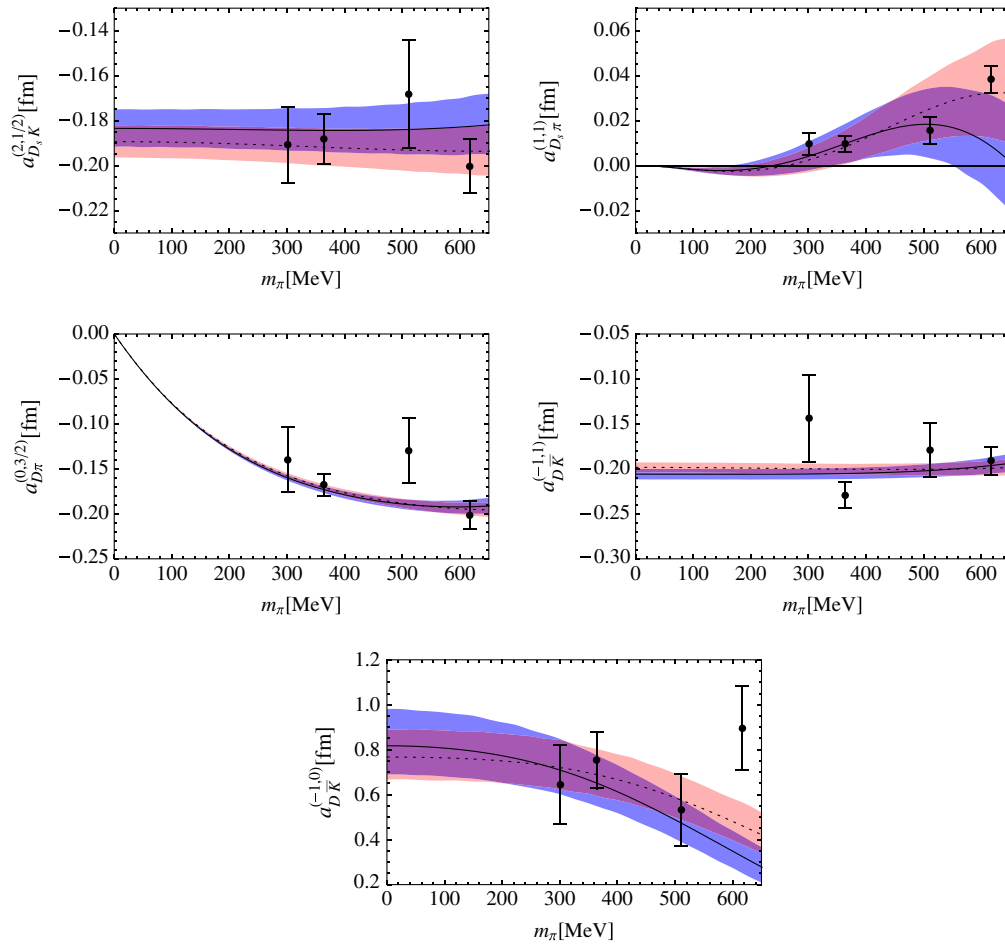 −0.14
−0.16
−0.18
−0.20
−0.22
a_{D_s K}^{(2,1/2)}[fm]
0 100 200 300 400 500 600
m_π[MeV]
0.06
0.04
0.02
0.00
−0.02
a_{D_s π}^{(1,1)}[fm]
0 100 200 300 400 500 600
m_π[MeV]
0.00
−0.05
−0.10
−0.15
−0.20
−0.25
a_{Dπ}^{(0,3/2)}[fm]
0 100 200 300 400 500 600
m_π[MeV]
−0.05
−0.10
−0.15
−0.20
−0.25
−0.30
a_{D K̅}^{(−1,1)}[fm]
0 100 200 300 400 500 600
m_π[MeV]
1.2
1.0
0.8
0.6
0.4
0.2
a_{D K̅}^{(−1,0)}[fm]
0 100 200 300 400 500 600
m_π[MeV]